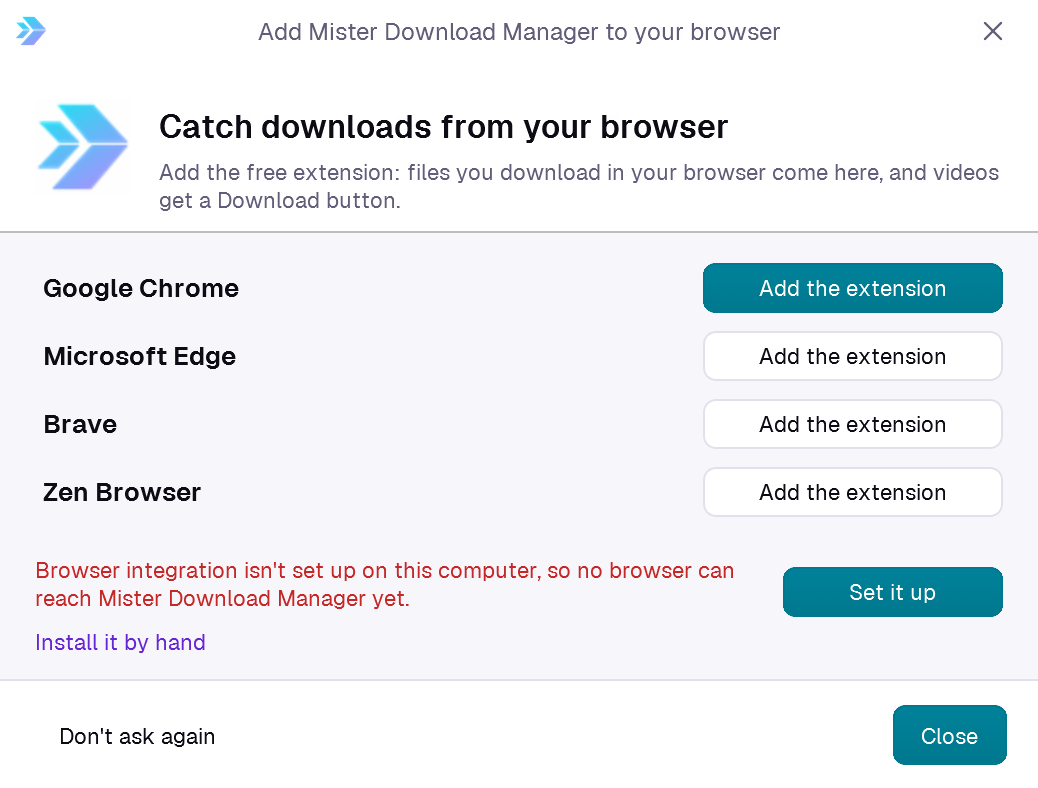 Add Mister Download Manager to your browser
Catch downloads from your browser
Add the free extension: files you download in your browser come here, and videos
get a Download button.
Google Chrome
Add the extension
Microsoft Edge
Add the extension
Brave
Add the extension
Zen Browser
Add the extension
Browser integration isn't set up on this computer, so no browser can
reach Mister Download Manager yet.
Set it up
Install it by hand
Don't ask again
Close